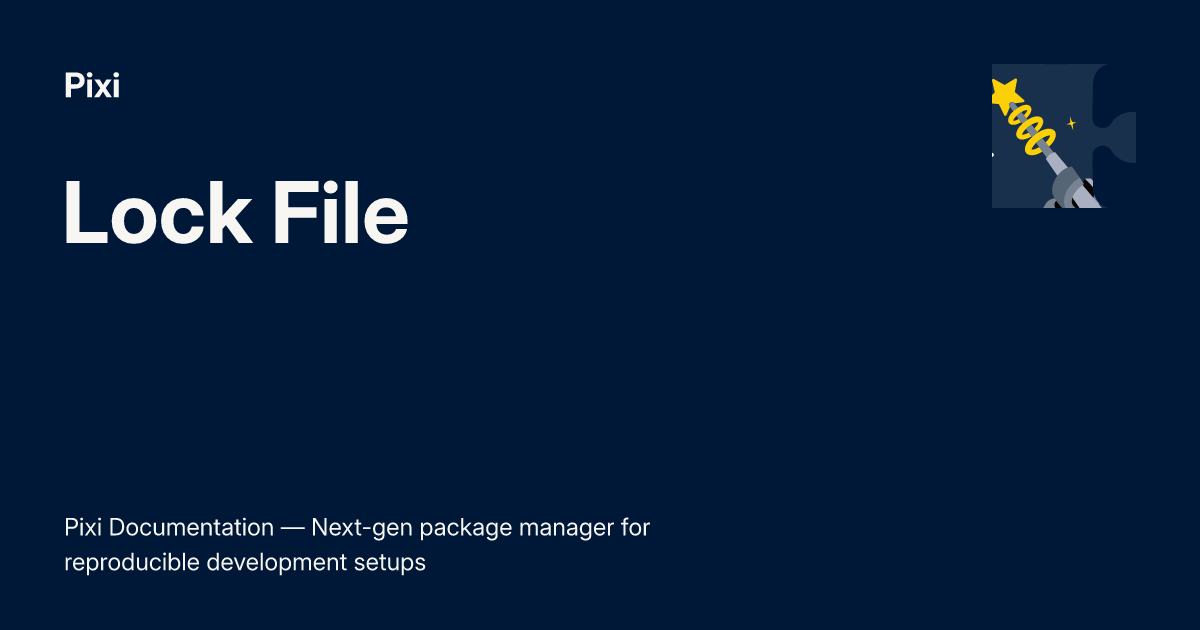 Pixi
Lock File
Pixi Documentation — Next-gen package manager for
reproducible development setups